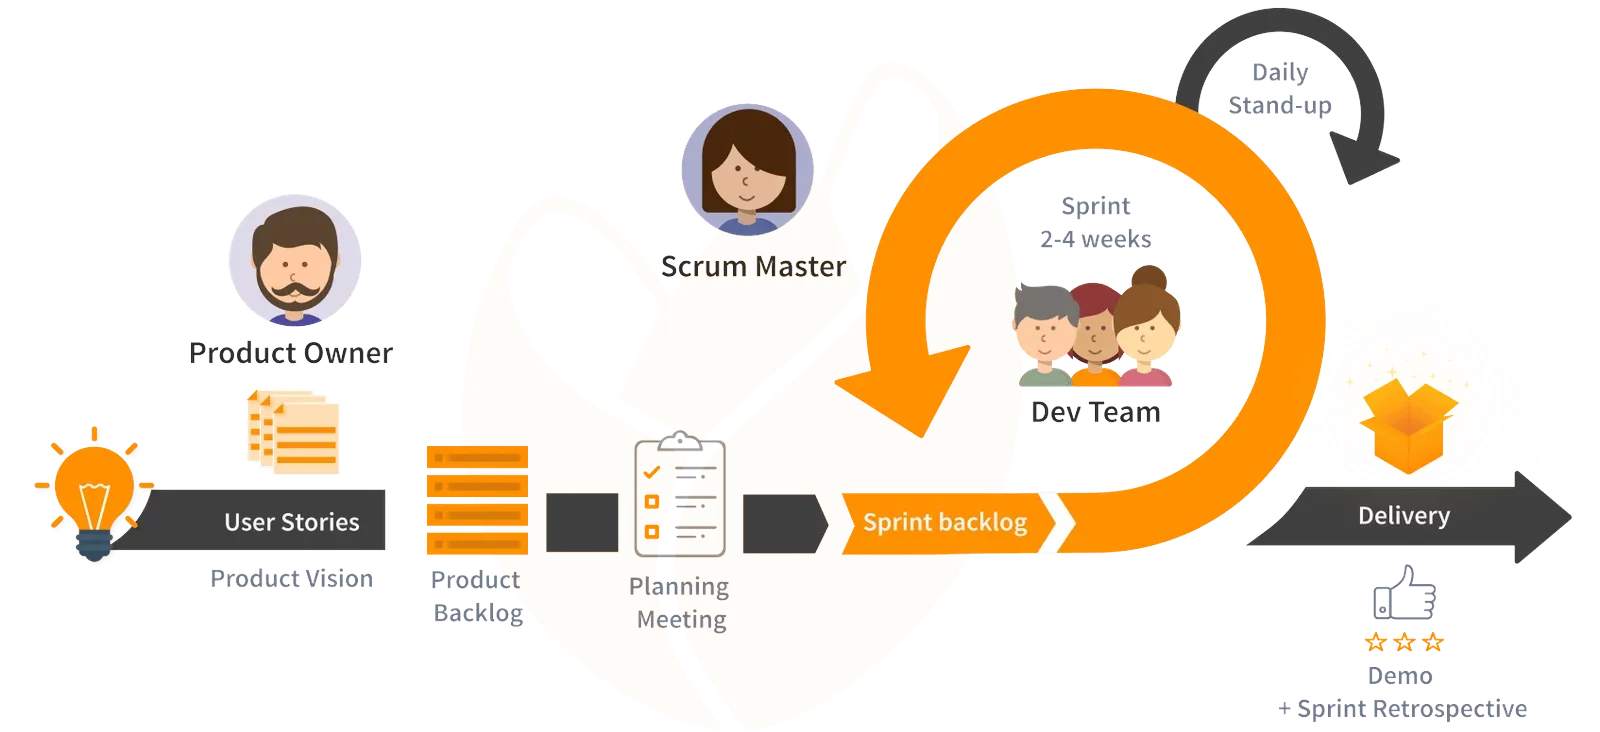 Daily
Stand-up
Sprint
2-4 weeks
Scrum Master
Product Owner
Dev Team
User Stories
Sprint backlog
Delivery
Product Vision
Product
Backlog
Planning
Meeting
Demo
+ Sprint Retrospective